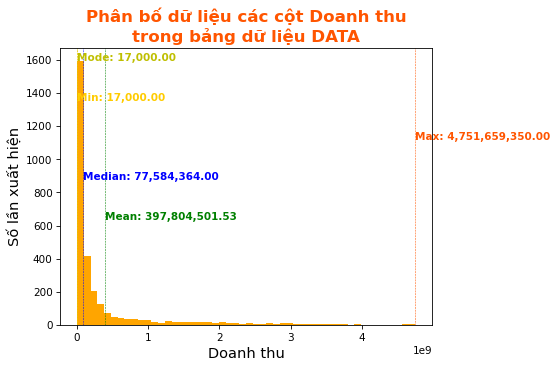 Phân bố dữ liệu các cột Doanh thu
trong bảng dữ liệu DATA
Số lần xuất hiện
1600
1400
1200
1000
800
600
400
200
0
Mode: 17,000.00
Min: 17,000.00
Max: 4,751,659,350.00
Median: 77,584,364.00
Mean: 397,804,501.53
0 1 2 3 4
1e9
Doanh thu